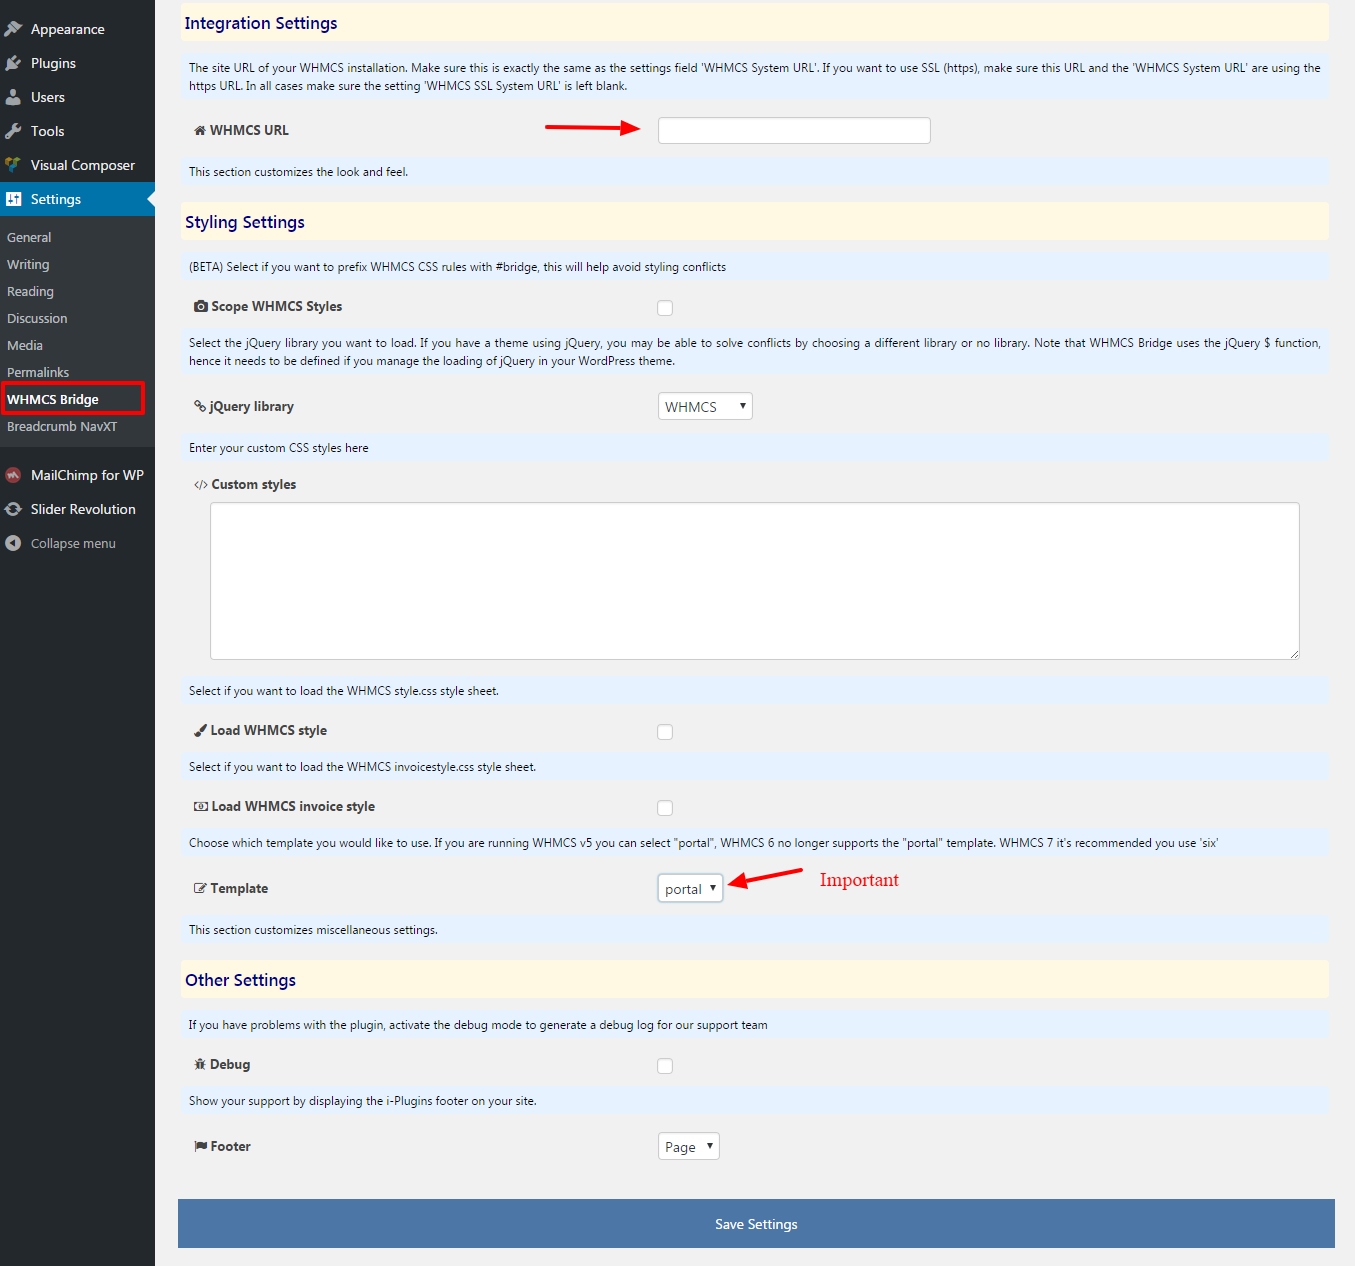 Appearance
Plugins
Users
Tools
Visual Composer
Settings
General
Writing
Reading
Discussion
Media
Permalinks
WHMCS Bridge
Breadcrumb NavXT
MailChimp for WP
Slider Revolution
Collapse menu
Integration Settings
The site URL of your WHMCS installation. Make sure this is exactly the same as the settings field 'WHMCS System URL'. If you want to use SSL (https), make sure this URL and the 'WHMCS System URL' are using the
https URL. In all cases make sure the setting 'WHMCS SSL System URL' is left blank.
WHMCS URL
This section customizes the look and feel.
Styling Settings
(BETA) Select if you want to prefix WHMCS CSS rules with #bridge, this will help avoid styling conflicts
Scope WHMCS Styles
Select the jQuery library you want to load. If you have a theme using jQuery, you may be able to solve conflicts by choosing a different library or no library. Note that WHMCS Bridge uses the jQuery $ function,
hence it needs to be defined if you manage the loading of jQuery in your WordPress theme.
jQuery library WHMCS
Enter your custom CSS styles here
Custom styles
Select if you want to load the WHMCS style.css style sheet.
Load WHMCS style
Select if you want to load the WHMCS invoicestyle.css style sheet.
Load WHMCS invoice style
Choose which template you would like to use. If you are running WHMCS v5 you can select "portal", WHMCS 6 no longer supports the "portal" template. WHMCS 7 it's recommended you use 'six'
Template portal Important
This section customizes miscellaneous settings.
Other Settings
If you have problems with the plugin, activate the debug mode to generate a debug log for our support team
Debug
Show your support by displaying the i-Plugins footer on your site.
Footer Page
Save Settings